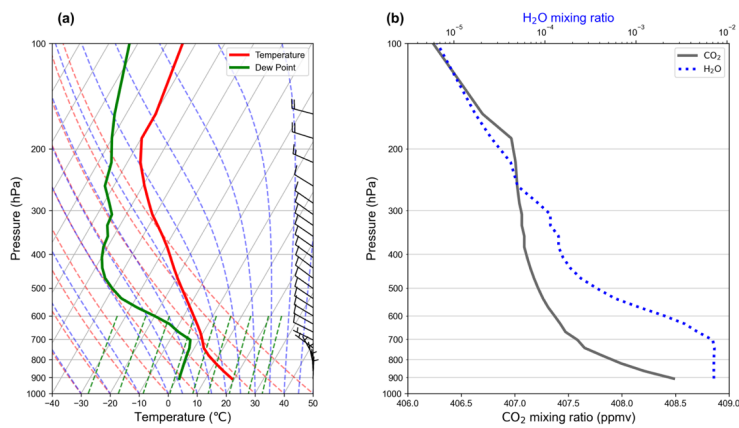 (a)
Temperature
Dew Point
100
200
300
400
500
600
700
800
900
1000
Pressure (hPa)
−40 −30 −20 −10 0 10 20 30 40 50
Temperature (℃)
(b)
H₂O mixing ratio
10⁻⁵ 10⁻⁴ 10⁻³ 10⁻²
CO₂
H₂O
100
200
300
400
500
600
700
800
900
1000
Pressure (hPa)
406.0 406.5 407.0 407.5 408.0 408.5 409.0
CO₂ mixing ratio (ppmv)